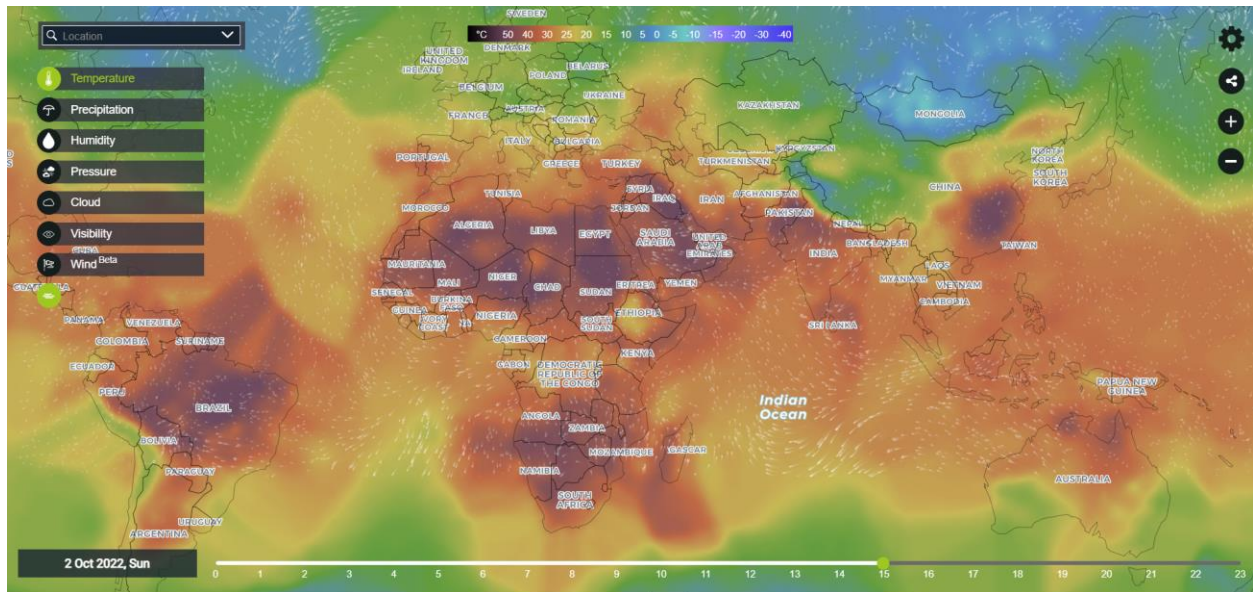 SWEDEN
Location
°C 50 40 30 25 20 15 10 5 0 -5 -10 -15 -20 -30 -40
UNITED
KINGDOM
DENMARK
IRELAND
BELARUS
POLAND
Temperature
BELGIUM
UKRAINE
KAZAKHSTAN
Precipitation
AUSTRIA
FRANCE
ROMANIA
MONGOLIA
Humidity
ITALY
BULGARIA
KYRGYZSTAN
NORTH
KOREA
PORTUGAL
GREECE
TURKEY
TURKMENISTAN
Pressure
SOUTH
KOREA
TUNISIA
SYRIA
IRAQ
IRAN
AFGHANISTAN
CHINA
Cloud
MOROCO
JORDAN
PAKISTAN
ALGERIA
LIBYA
EGYPT
SAUDI
ARABIA
UNITED
ARAB
EMIRATES
NEPAL
INDIA
BANGLADESH
TAIWAN
Visibility
CUBA
Wind Beta
MAURITANIA
MALI
NIGER
CHAD
SUDAN
ERITREA
YEMEN
MYANMAR
LAOS
VIETNAM
SENEGAL
BURKINA
FASO
CAMBODIA
GUINEA
IVORY
COAST
NA
NIGERIA
SOUTH
SUDAN
ETHIOPIA
SRI LANKA
PANAMA
VENEZUELA
COLOMBIA
SURINAME
CAMEROON
KENYA
ECUADOR
GABON
DEMOCRATIC
REPUBLIC OF
THE CONGO
PAPUA NEW
GUINEA
PERU
BRAZIL
ANGOLA
ZAMBIA
Indian
Ocean
BOLIVIA
MOZAMBIQUE
GASCAR
PARAGUAY
NAMIBIA
AUSTRALIA
SOUTH
AFRICA
URUGUAY
ARGENTINA
2 Oct 2022, Sun
0 1 2 3 4 5 6 7 8 9 10 11 12 13 14 15 16 17 18 19 20 21 22 23